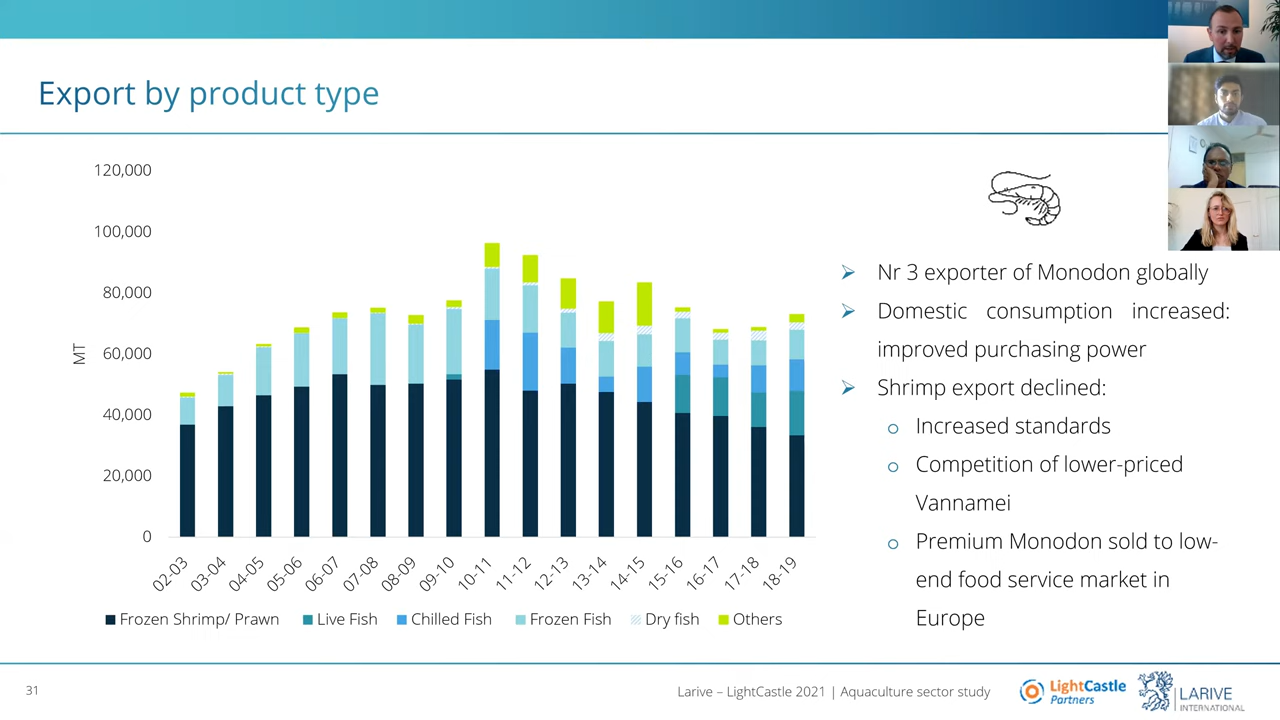 Export by product type
120,000
100,000
80,000
60,000
40,000
20,000
0
MT
02-03
03-04
04-05
05-06
06-07
07-08
08-09
09-10
10-11
11-12
12-13
13-14
14-15
15-16
16-17
17-18
18-19
Frozen Shrimp/ Prawn
Live Fish
Chilled Fish
Frozen Fish
Dry fish
Others
Nr 3 exporter of Monodon globally
Domestic consumption increased:
improved purchasing power
Shrimp export declined:
Increased standards
Competition of lower-priced
Vannamei
Premium Monodon sold to low-
end food service market in
Europe
31
Larive – LightCastle 2021 | Aquaculture sector study
LightCastle
Partners
LARIVE
INTERNATIONAL